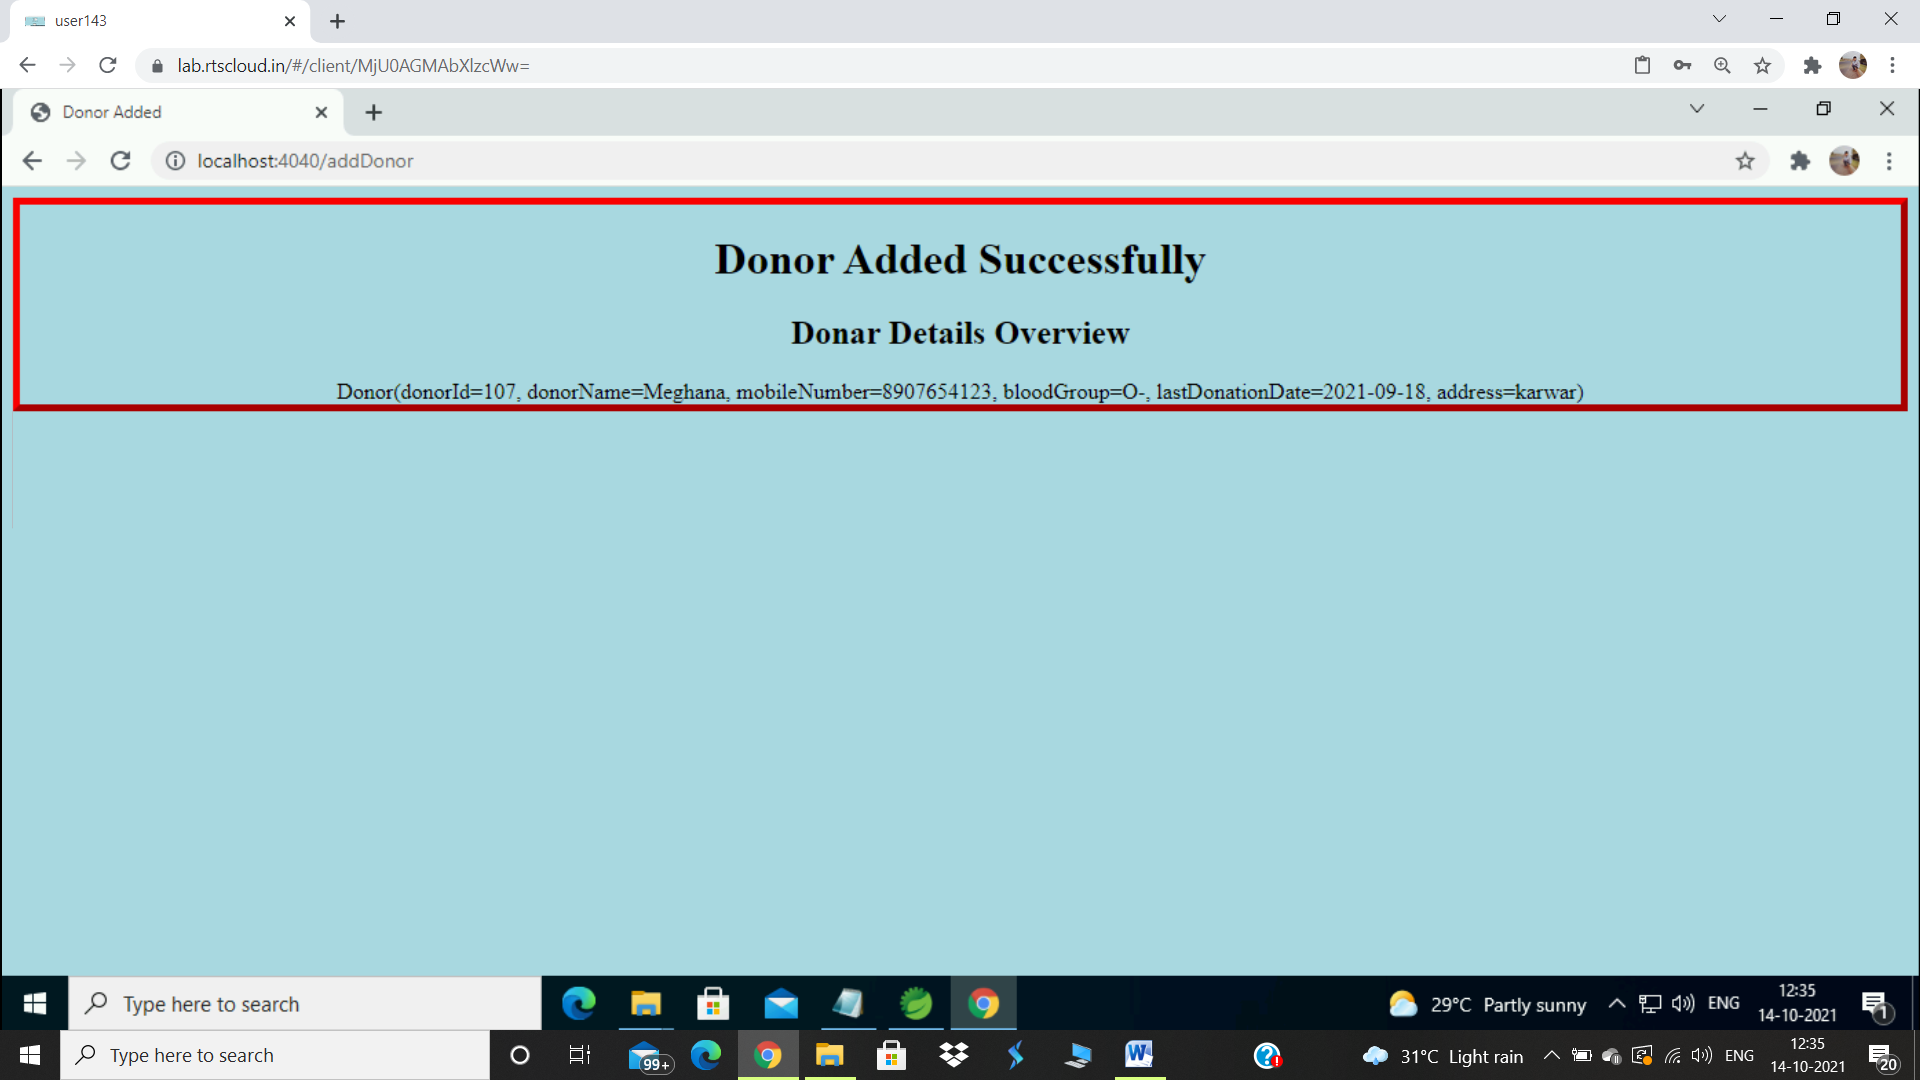 user143
lab.rtscloud.in/#/client/MjU0AGMAbXlzcWw=
Donor Added
localhost:4040/addDonor
Donor Added Successfully
Donar Details Overview
Donor(donorId=107, donorName=Meghana, mobileNumber=8907654123, bloodGroup=O-, lastDonationDate=2021-09-18, address=karwar)
Type here to search
29°C Partly sunny
ENG
12:35
14-10-2021
1
Type here to search
99+
31°C Light rain
ENG
12:35
14-10-2021
20